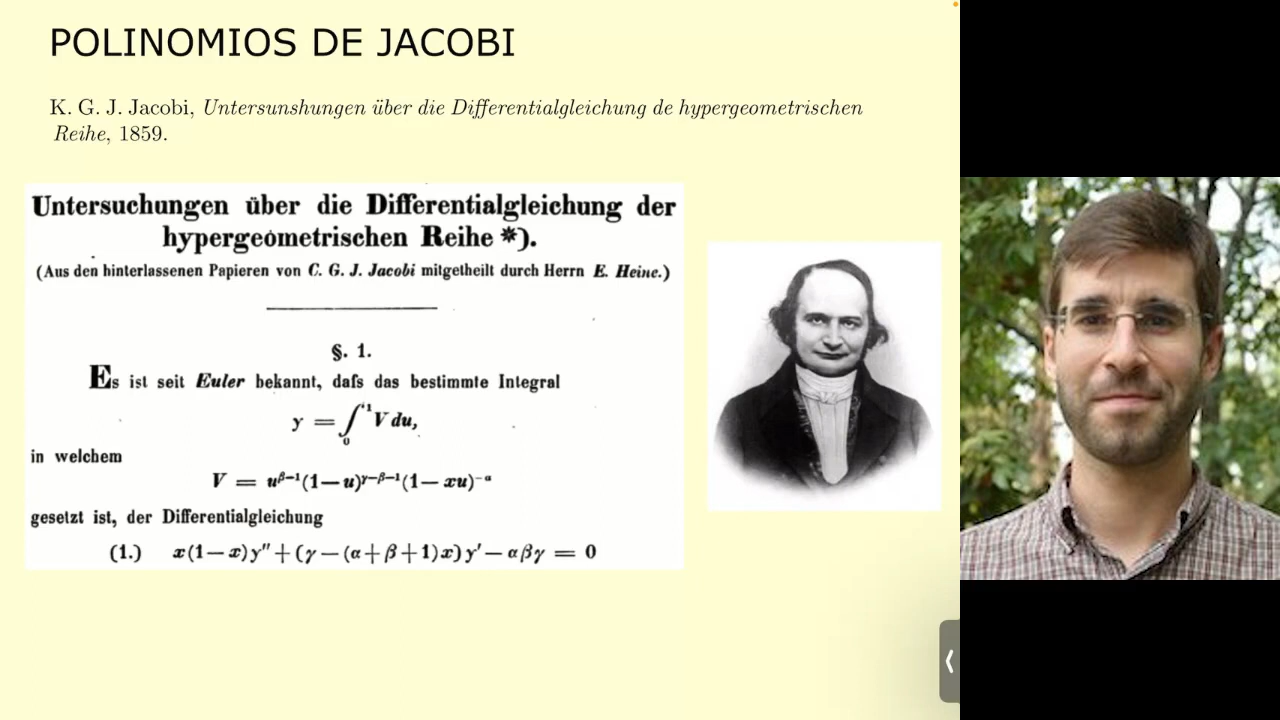 POLINOMIOS DE JACOBI
K. G. J. Jacobi, Untersunshungen über die Differentialgleichung de hypergeometrischen
Reihe, 1859.
Untersuchungen über die Differentialgleichung der
hypergeometrischen Reihe *).
(Aus den hinterlassenen Papieren von C. G. J. Jacobi mitgetheilt durch Herrn E. Heine.)
§. 1.
Es ist seit Euler bekannt, dafs das bestimmte Integral
y = ∫₀¹ V du,
in welchem
V = u^{β−1}(1−u)^{γ−β−1}(1−xu)^{−α}
gesetzt ist, der Differentialgleichung
(1.) x(1−x)y″+(γ−(α+β+1)x)y′−αβγ = 0